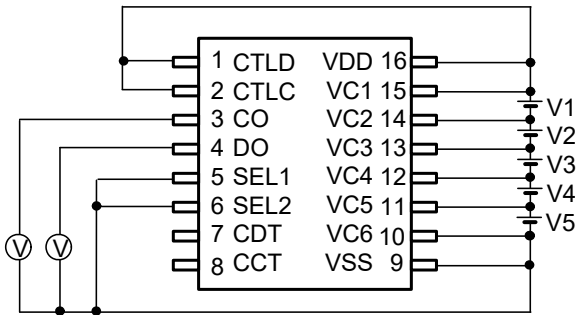 1 CTLD VDD 16
2 CTLC VC1 15
3 CO VC2 14
4 DO VC3 13
5 SEL1 VC4 12
6 SEL2 VC5 11
7 CDT VC6 10
8 CCT VSS 9
V1
V2
V3
V4
V5
V V